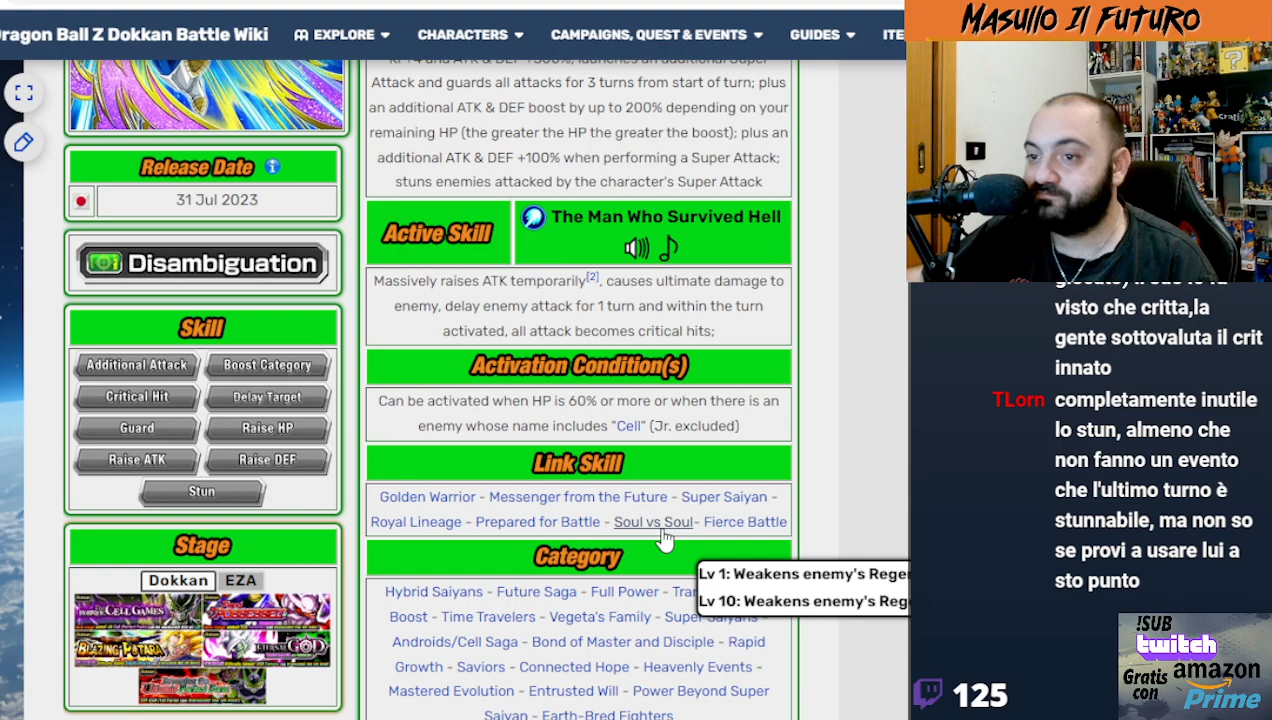 Dragon Ball Z Dokkan Battle Wiki
EXPLORE
CHARACTERS
CAMPAIGNS, QUEST & EVENTS
GUIDES
ITE
Attack and guards all attacks for 3 turns from start of turn; plus
an additional ATK & DEF boost by up to 200% depending on your
remaining HP (the greater the HP the greater the boost); plus an
additional ATK & DEF +100% when performing a Super Attack;
stuns enemies attacked by the character's Super Attack
Release Date
31 Jul 2023
Disambiguation
Skill
Additional Attack
Boost Category
Critical Hit
Delay Target
Guard
Raise HP
Raise ATK
Raise DEF
Stun
Stage
Dokkan
EZA
CELL GAMES
POSSESSED
BLAZING POTARA
ETERNAL GOD
Active Skill
The Man Who Survived Hell
Massively raises ATK temporarily[2], causes ultimate damage to
enemy, delay enemy attack for 1 turn and within the turn
activated, all attack becomes critical hits;
Activation Condition(s)
Can be activated when HP is 60% or more or when there is an
enemy whose name includes "Cell" (Jr. excluded)
Link Skill
Golden Warrior - Messenger from the Future - Super Saiyan -
Royal Lineage - Prepared for Battle - Soul vs Soul- Fierce Battle
Category
Lv 1: Weakens enemy's Reger
Lv 10: Weakens enemy's Reg
Hybrid Saiyans - Future Saga - Full Power - Tran
Boost - Time Travelers - Vegeta's Family - Super Saiyans
Androids/Cell Saga - Bond of Master and Disciple - Rapid
Growth - Saviors - Connected Hope - Heavenly Events -
Mastered Evolution - Entrusted Will - Power Beyond Super
Saiyan - Earth-Bred Fighters
MASULLO IL FUTURO
visto che critta,la
gente sottovaluta il crit
innato
TLorn completamente inutile
lo stun, almeno che
non fanno un evento
che l'ultimo turno è
stunnabile, ma non so
se provi a usare lui a
sto punto
125
!SUB
twitch
Gratis
con
amazon
Prime